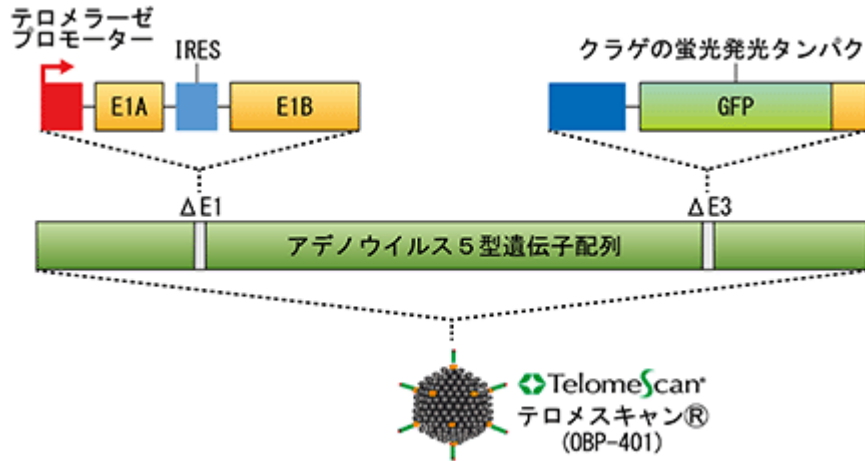 テロメラーゼ
プロモーター
IRES
E1A
E1B
クラゲの蛍光発光タンパク
GFP
ΔE1
ΔE3
アデノウイルス5型遺伝子配列
TelomeScan®
テロメスキャン®
(OBP-401)